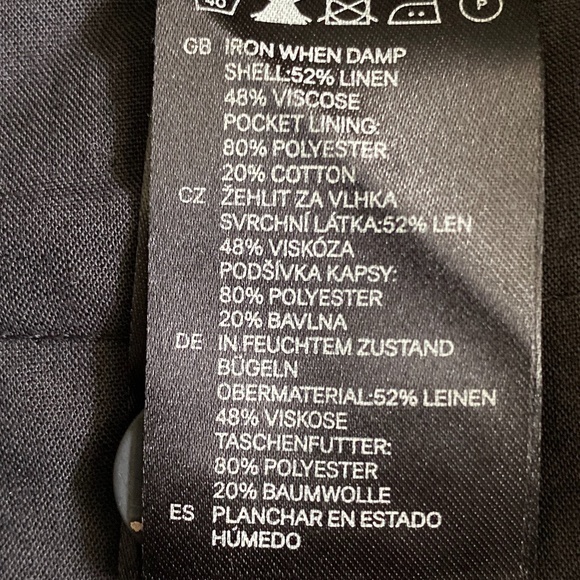 40
P
GB IRON WHEN DAMP
SHELL:52% LINEN
48% VISCOSE
POCKET LINING:
80% POLYESTER
20% COTTON
CZ ŽEHLIT ZA VLHKA
SVRCHNÍ LÁTKA:52% LEN
48% VISKÓZA
PODŠÍVKA KAPSY:
80% POLYESTER
20% BAVLNA
DE IN FEUCHTEM ZUSTAND
BÜGELN
OBERMATERIAL:52% LEINEN
48% VISKOSE
TASCHENFUTTER:
80% POLYESTER
20% BAUMWOLLE
ES PLANCHAR EN ESTADO
HÚMEDO